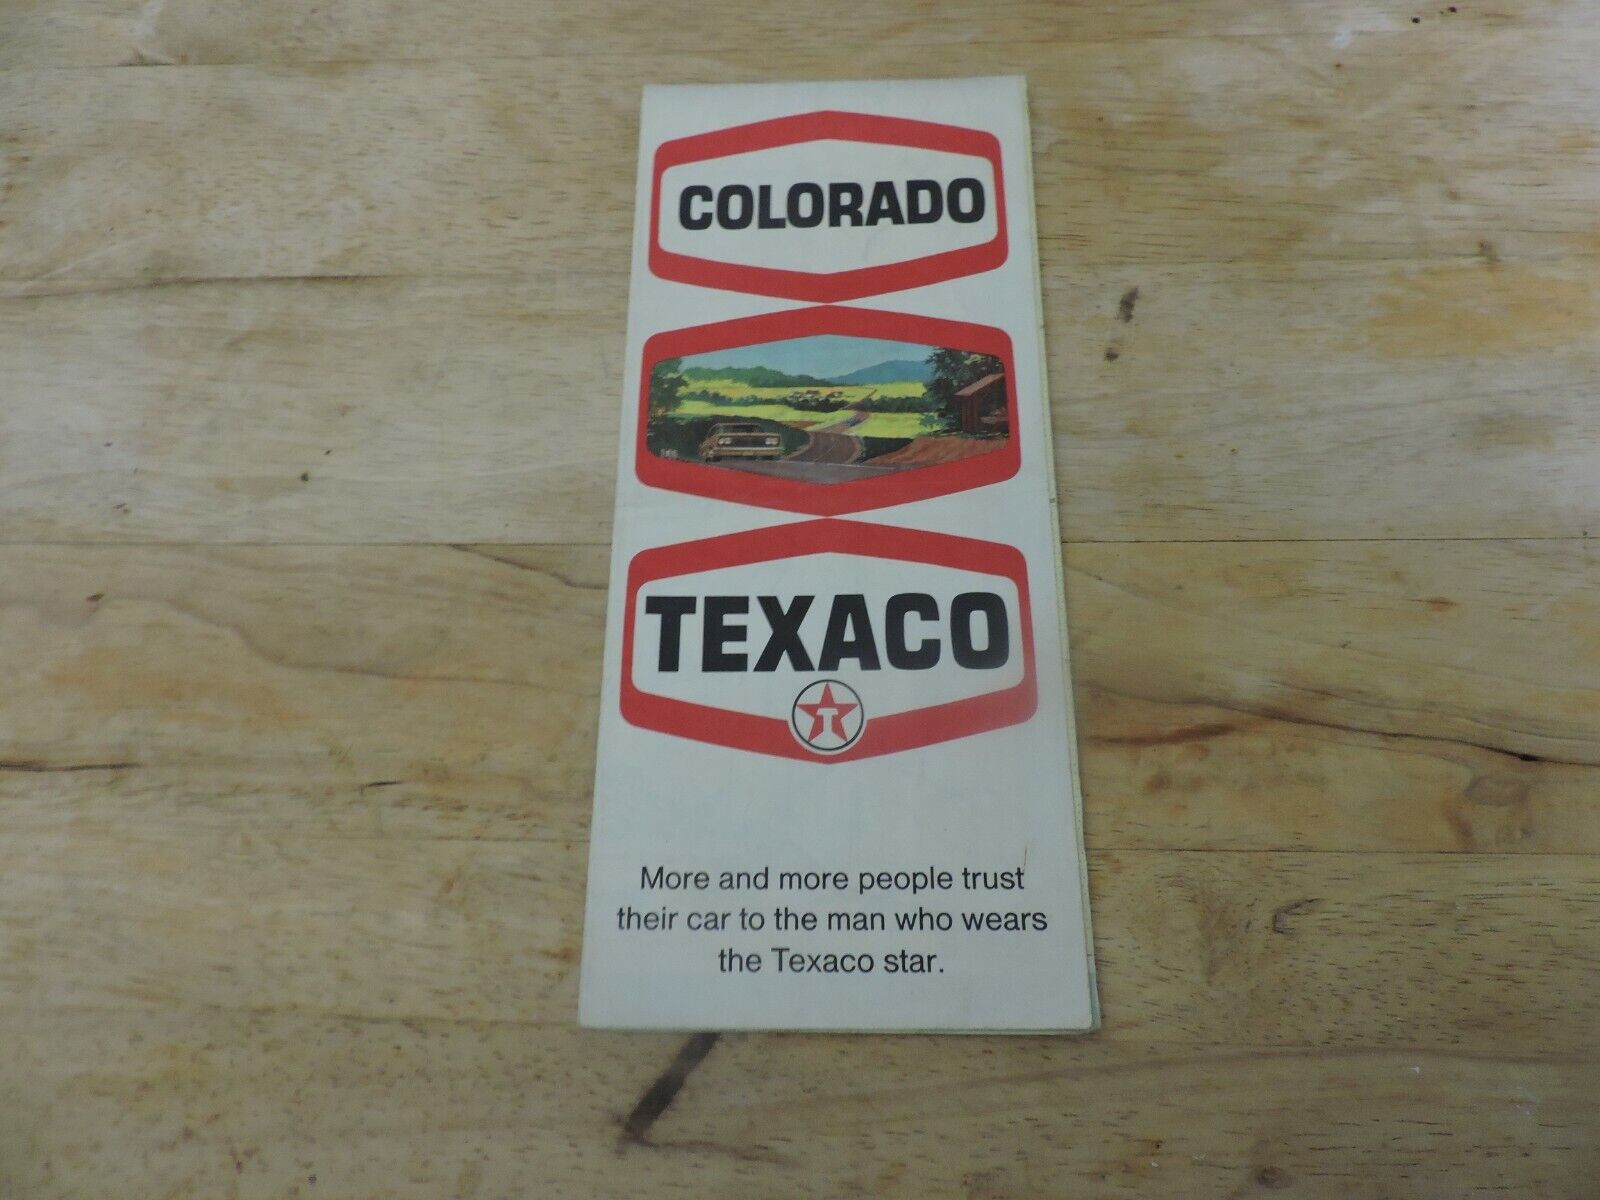 COLORADO
TEXACO
T
More and more people trust
their car to the man who wears
the Texaco star.